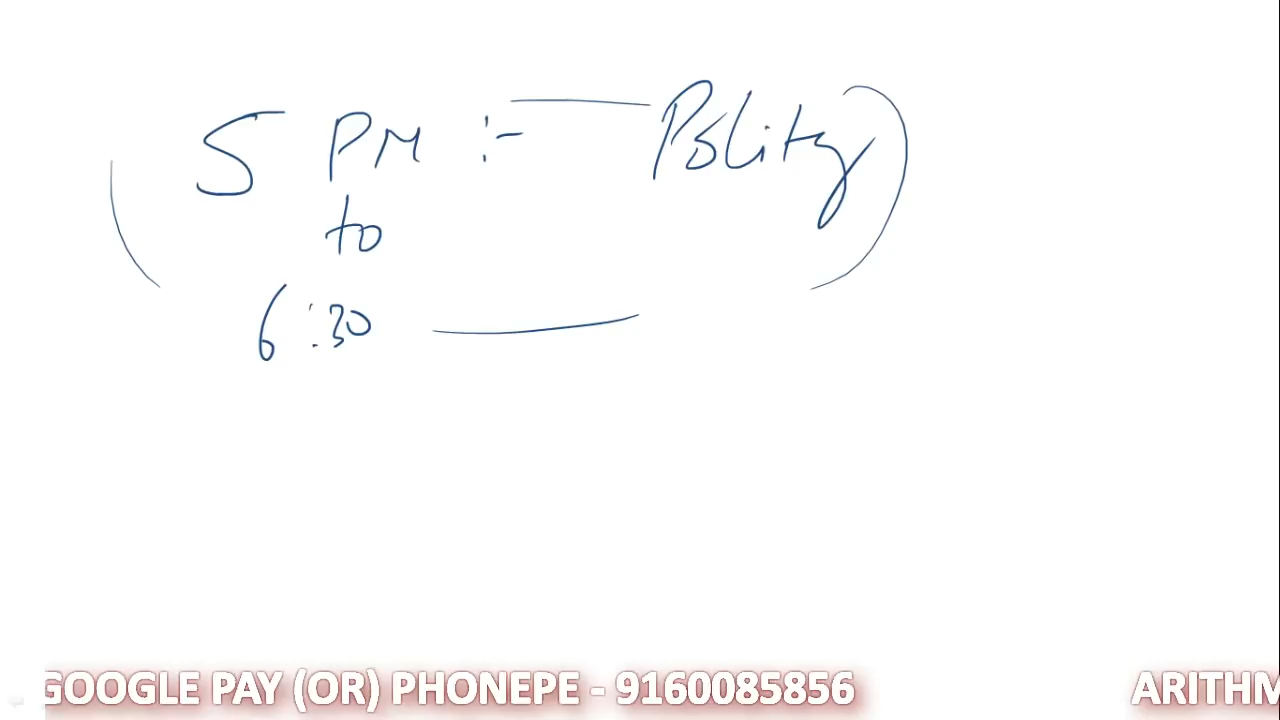 5 PM :- Polity
to
6:30
GOOGLE PAY (OR) PHONEPE - 9160085856 ARITHM